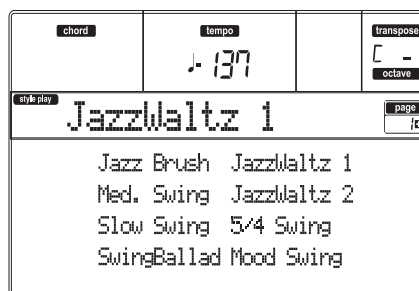 chord tempo transpose
♩- 137 C -
octave
style play JazzWaltz 1 page
Jazz Brush JazzWaltz 1
Med. Swing JazzWaltz 2
Slow Swing 5/4 Swing
SwingBallad Mood Swing